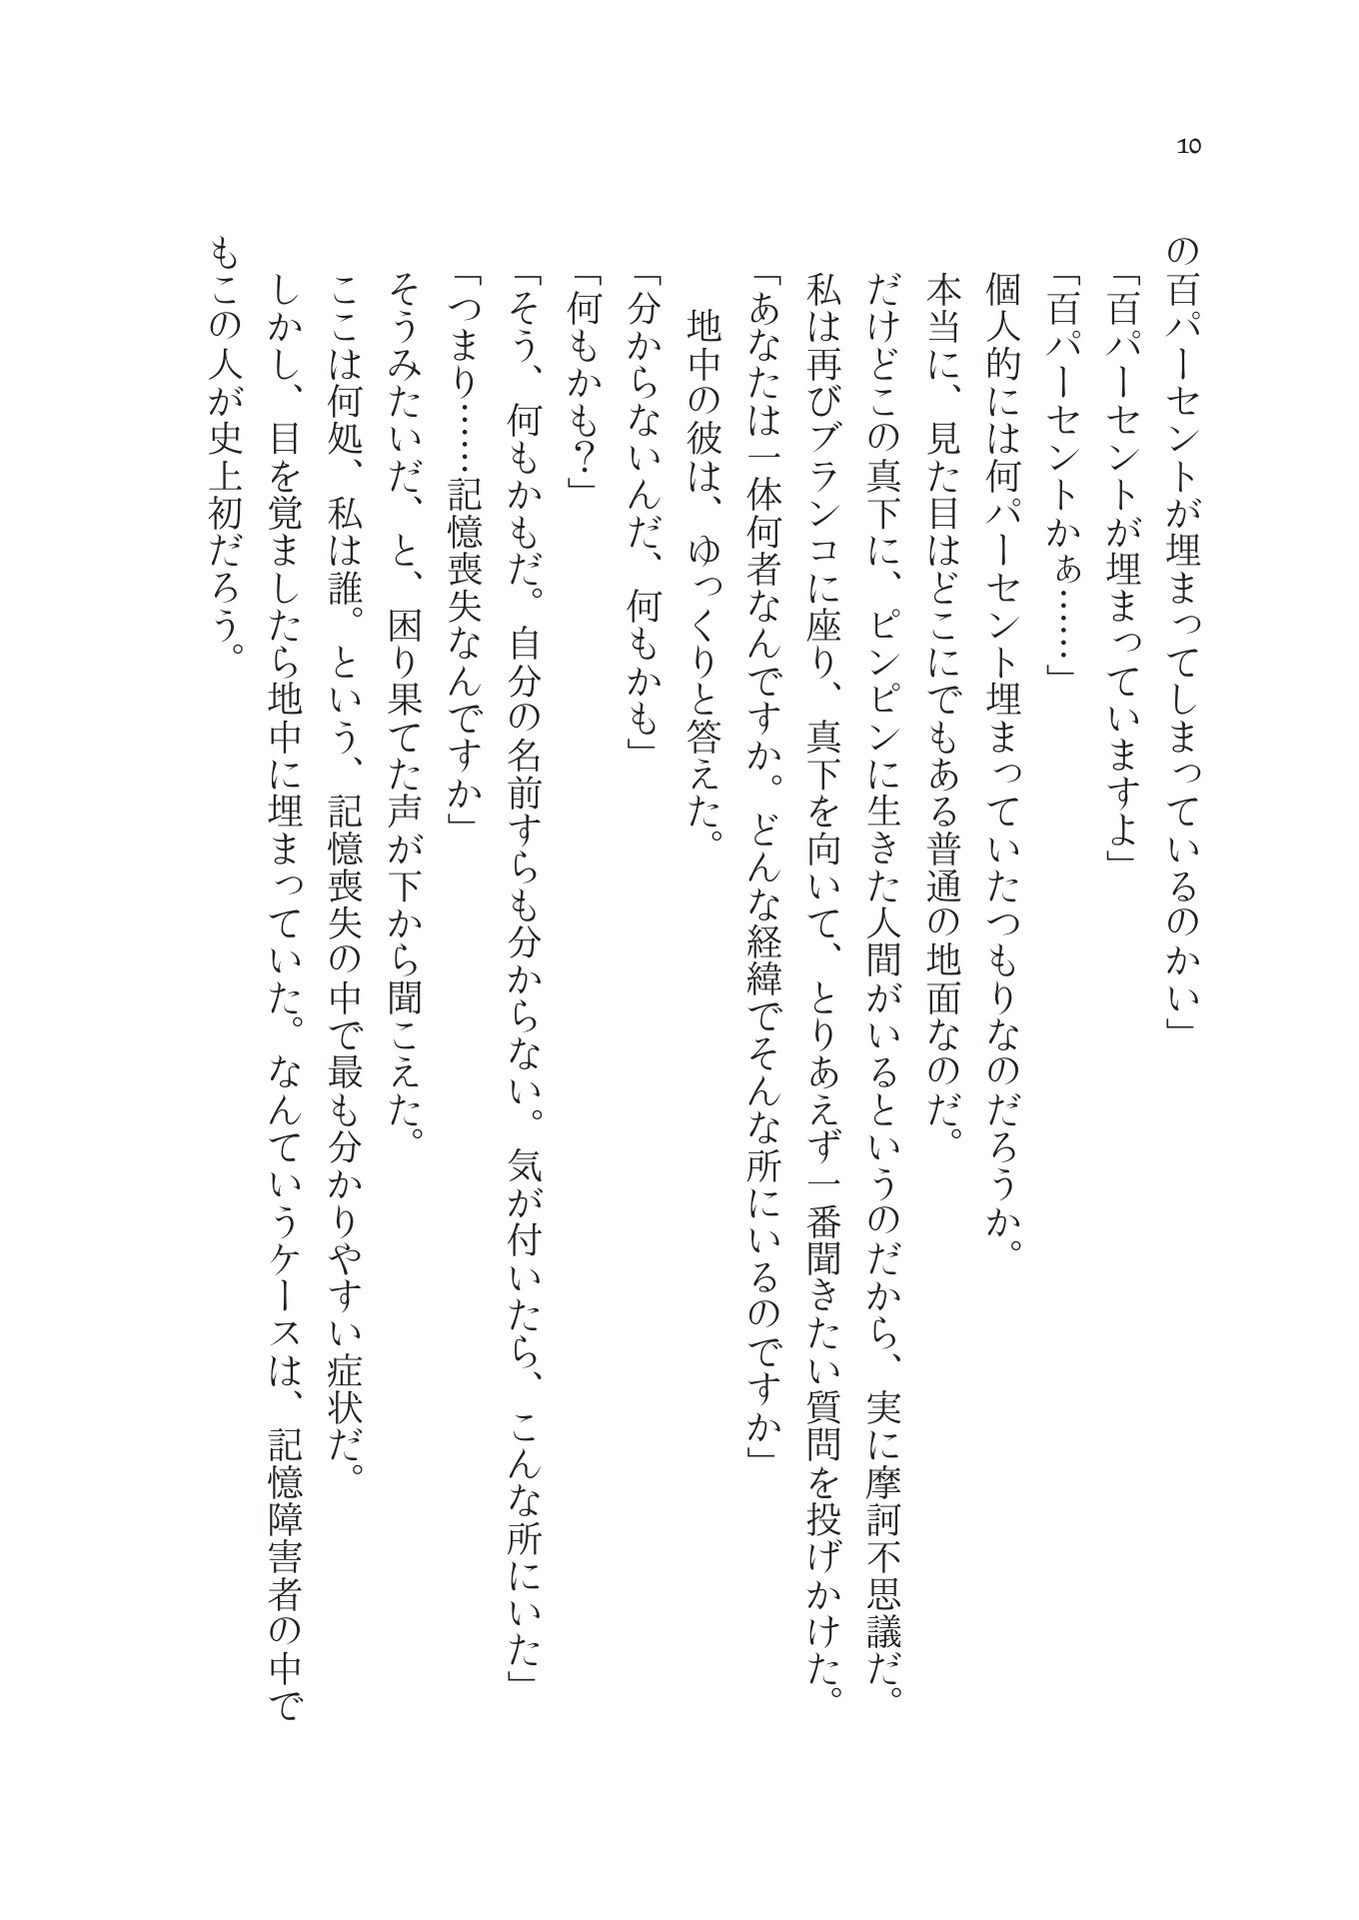 10
の百パーセントが埋まってしまっているのかい」
「百パーセントが埋まっていますよ」
「百パーセントかぁ……」
個人的には何パーセント埋まっていたつもりなのだろうか。
本当に、見た目はどこにでもある普通の地面なのだ。
だけどこの真下に、ピンピンに生きた人間がいるというのだから、実に摩訶不思議だ。
私は再びブランコに座り、真下を向いて、とりあえず一番聞きたい質問を投げかけた。
「あなたは一体何者なんですか。どんな経緯でそんな所にいるのですか」
地中の彼は、ゆっくりと答えた。
「分からないんだ、何もかも」
「何もかも？」
「そう、何もかもだ。自分の名前すらも分からない。気が付いたら、こんな所にいた」
「つまり……記憶喪失なんですか」
そうみたいだ、と、困り果てた声が下から聞こえた。
ここは何処、私は誰。という、記憶喪失の中で最も分かりやすい症状だ。
しかし、目を覚ましたら地中に埋まっていた。なんていうケースは、記憶障害者の中で
もこの人が史上初だろう。